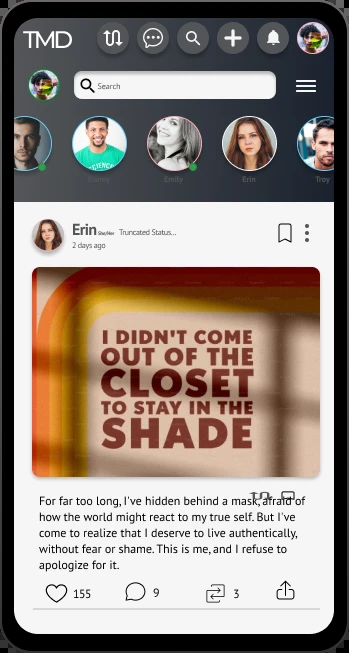 TMD
Search
SCIENCE
Emily
Erin
Troy
Erin She/Her Truncated Status...
2 days ago
I DIDN'T COME
OUT OF THE
CLOSET
TO STAY IN THE
SHADE
For far too long, I've hidden behind a mask, afraid of
how the world might react to my true self. But I've
come to realize that I deserve to live authentically,
without fear or shame. This is me, and I refuse to
apologize for it.
155 9 3